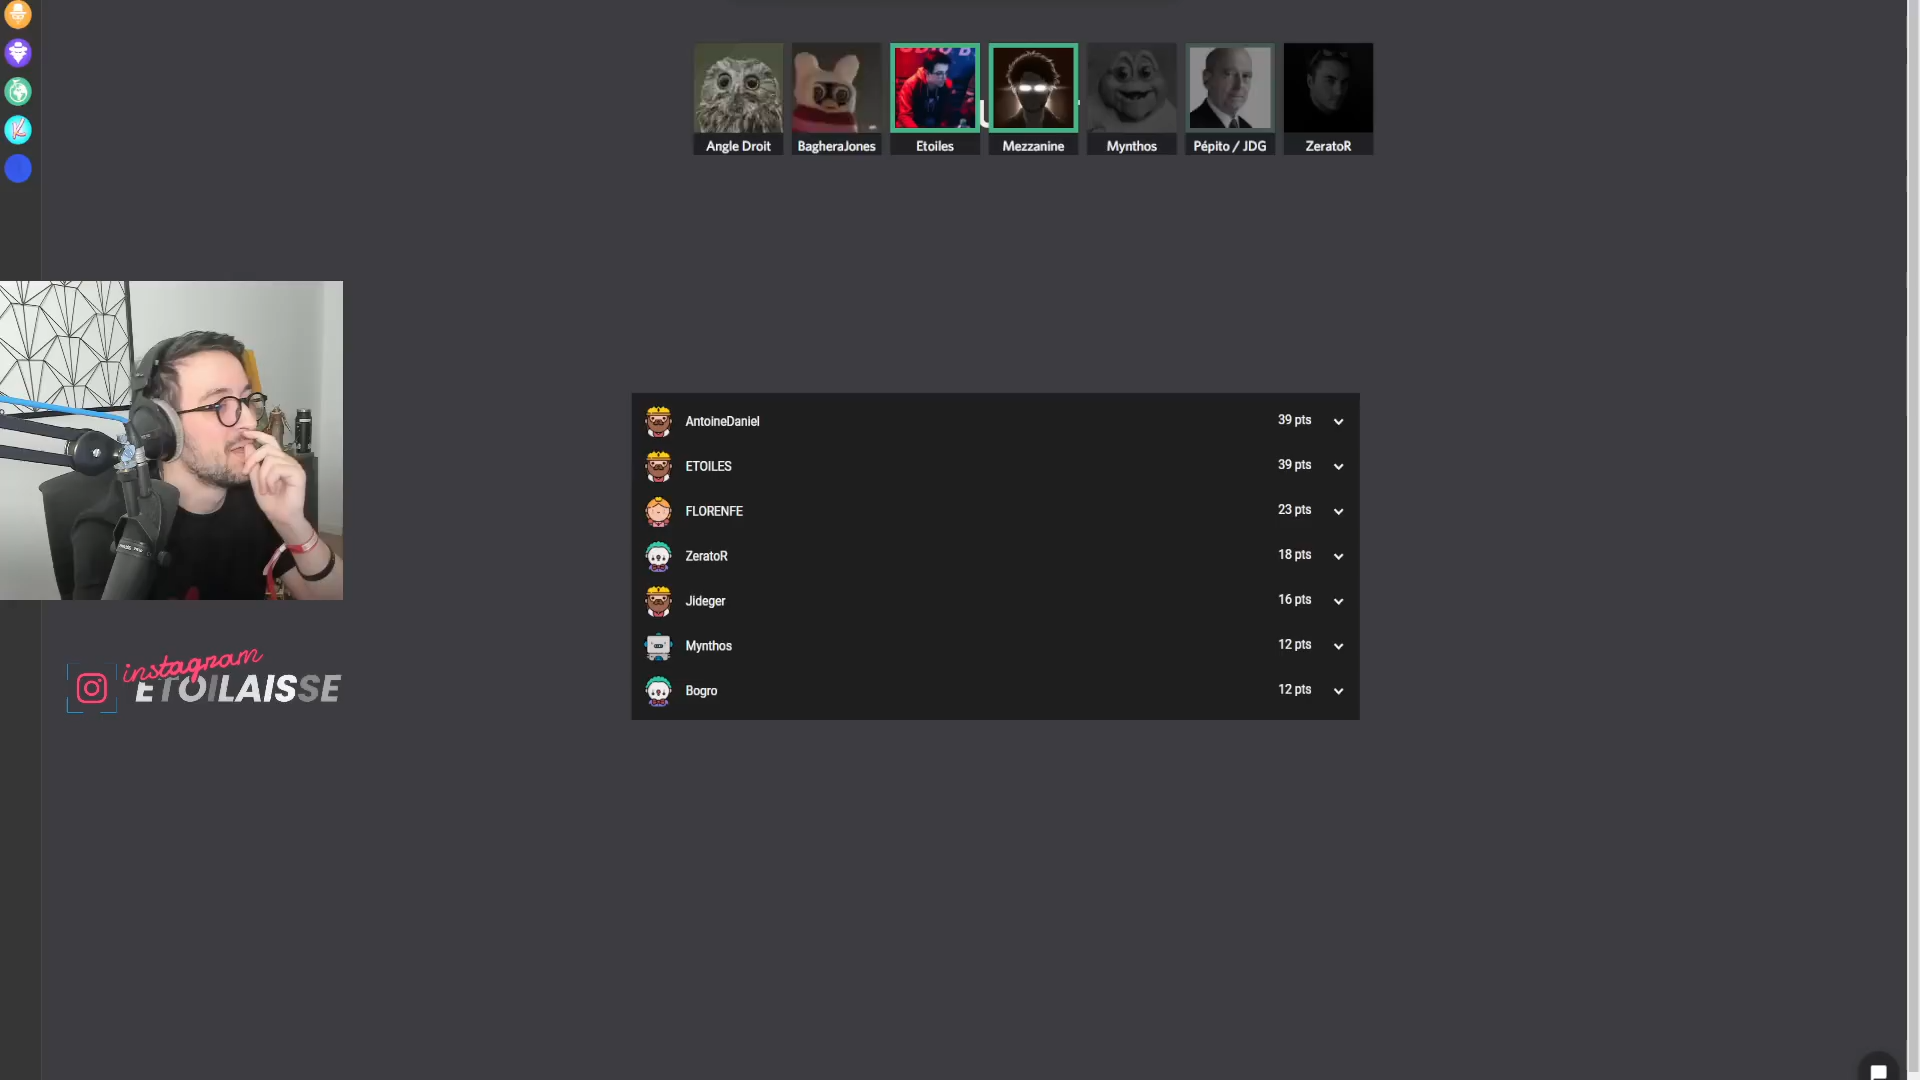 Angle Droit
BagheraJones
Etoiles
Mezzanine
Mynthos
Pépito / JDG
ZeratoR
AntoineDaniel 39 pts
ETOILES 39 pts
FLORENFE 23 pts
ZeratoR 18 pts
Jideger 16 pts
Mynthos 12 pts
Bogro 12 pts
instagram
ETOILAISSE